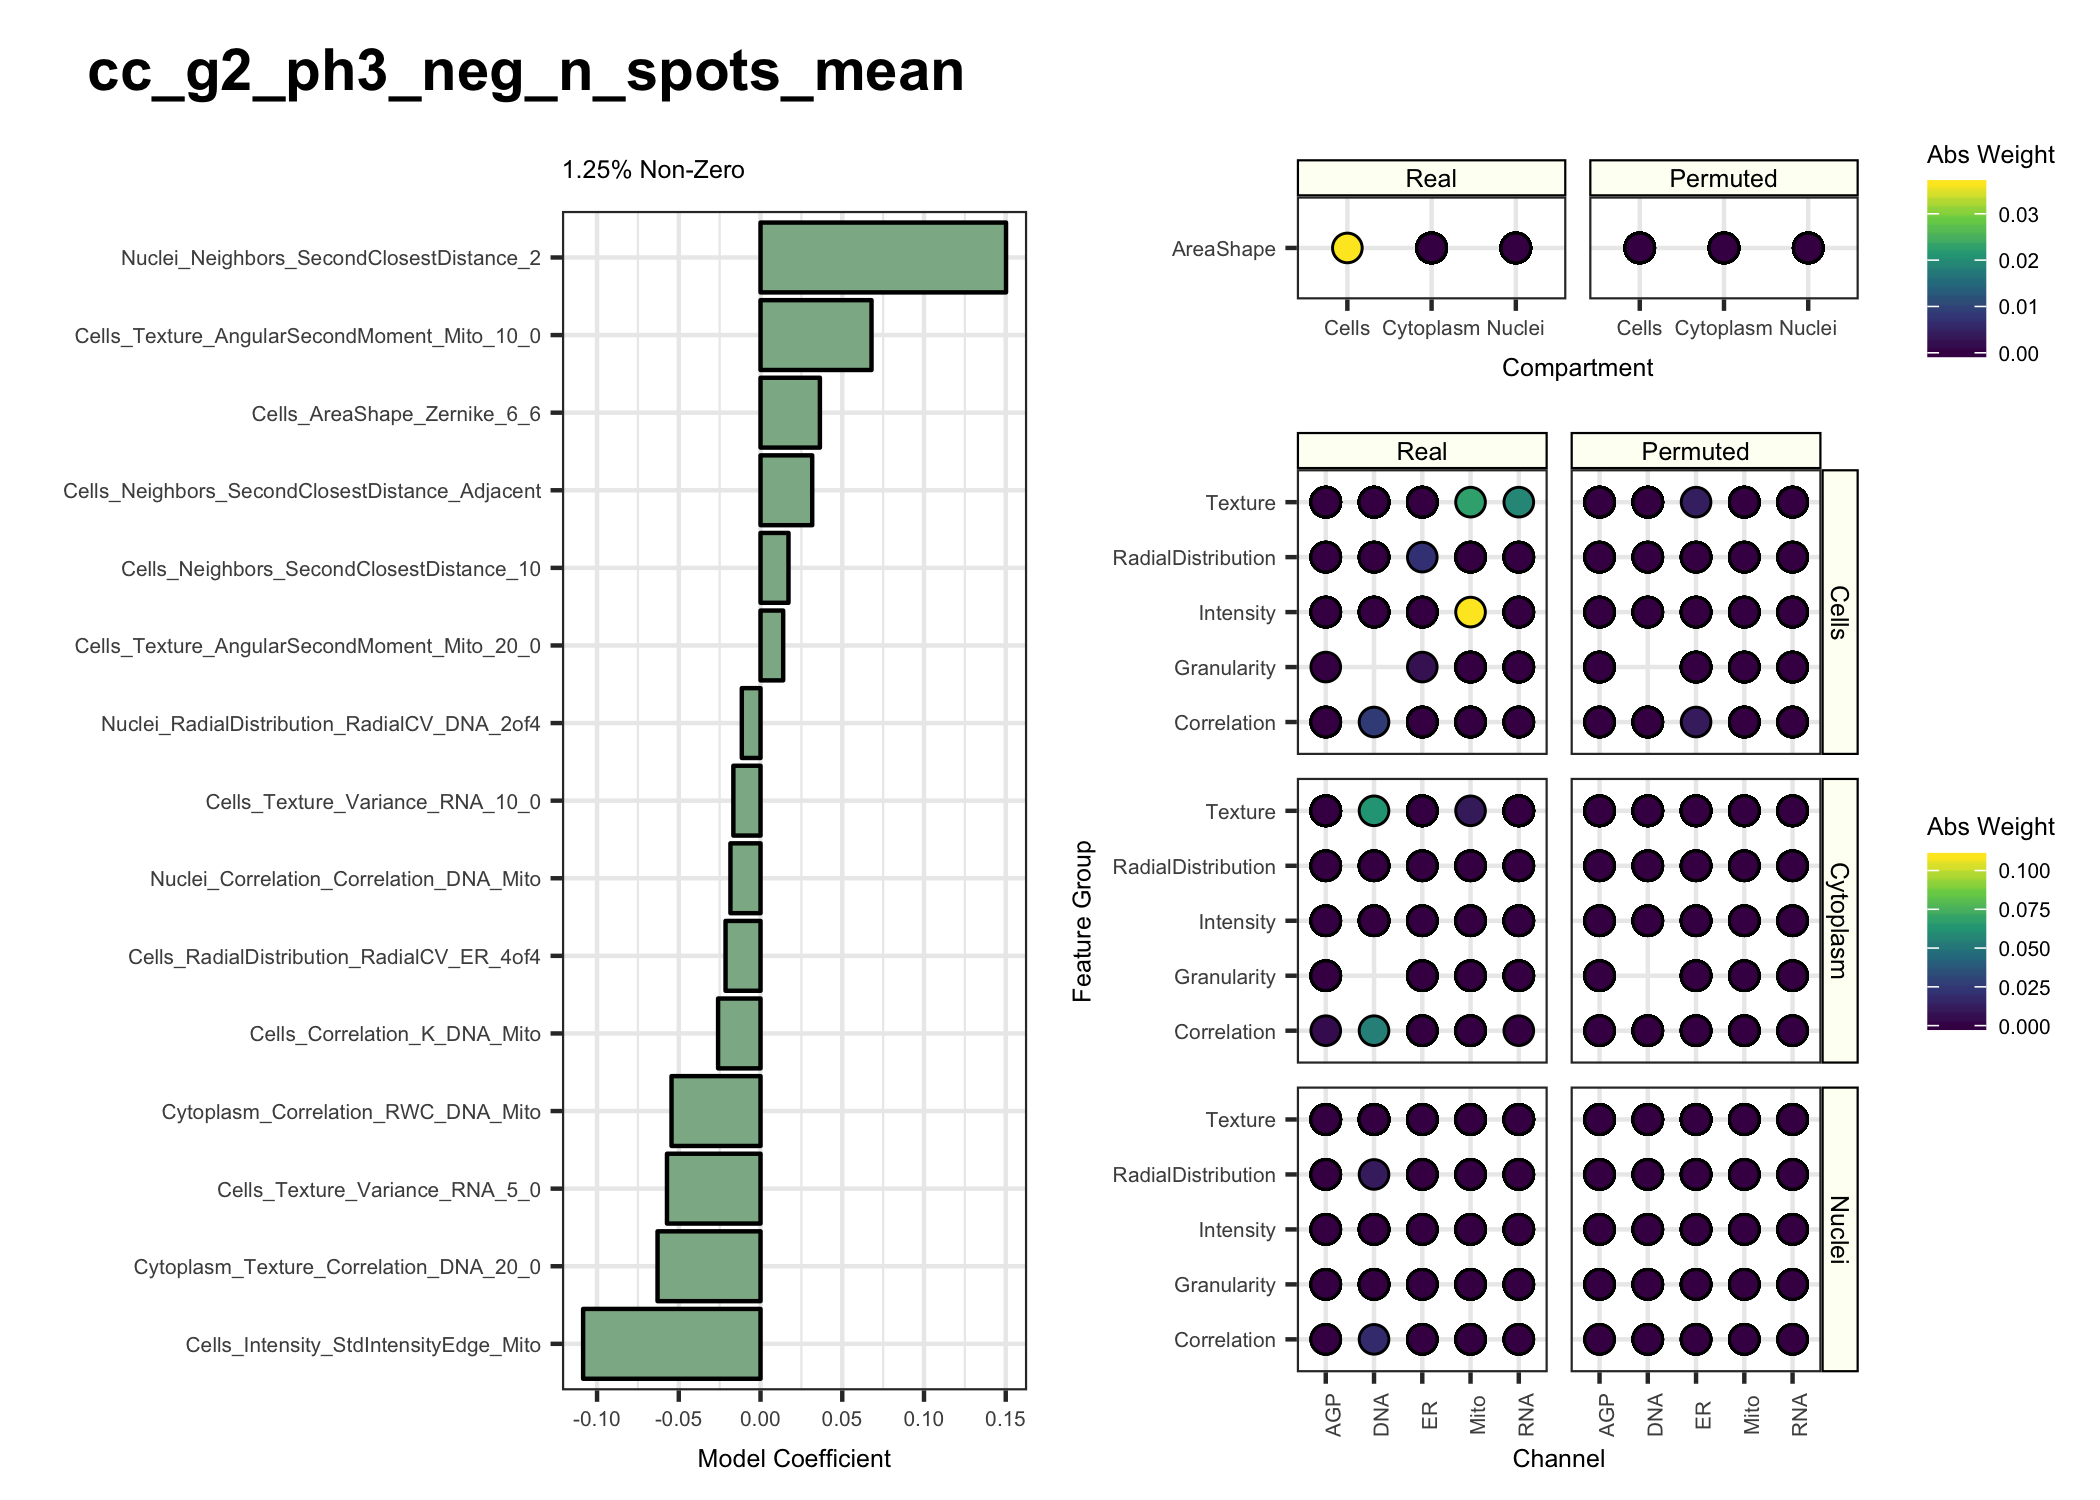 cc_g2_ph3_neg_n_spots_mean
1.25% Non-Zero
Nuclei_Neighbors_SecondClosestDistance_2
Cells_Texture_AngularSecondMoment_Mito_10_0
Cells_AreaShape_Zernike_6_6
Cells_Neighbors_SecondClosestDistance_Adjacent
Cells_Neighbors_SecondClosestDistance_10
Cells_Texture_AngularSecondMoment_Mito_20_0
Nuclei_RadialDistribution_RadialCV_DNA_2of4
Cells_Texture_Variance_RNA_10_0
Nuclei_Correlation_Correlation_DNA_Mito
Cells_RadialDistribution_RadialCV_ER_4of4
Cells_Correlation_K_DNA_Mito
Cytoplasm_Correlation_RWC_DNA_Mito
Cells_Texture_Variance_RNA_5_0
Cytoplasm_Texture_Correlation_DNA_20_0
Cells_Intensity_StdIntensityEdge_Mito
-0.10 -0.05 0.00 0.05 0.10 0.15
Model Coefficient
Real Permuted
AreaShape
Cells Cytoplasm Nuclei Cells Cytoplasm Nuclei
Compartment
Abs Weight
0.03
0.02
0.01
0.00
Real Permuted
Feature Group
Texture
RadialDistribution
Intensity
Granularity
Correlation
Cells
Texture
RadialDistribution
Intensity
Granularity
Correlation
Cytoplasm
Texture
RadialDistribution
Intensity
Granularity
Correlation
Nuclei
AGP DNA ER Mito RNA AGP DNA ER Mito RNA
Channel
Abs Weight
0.100
0.075
0.050
0.025
0.000